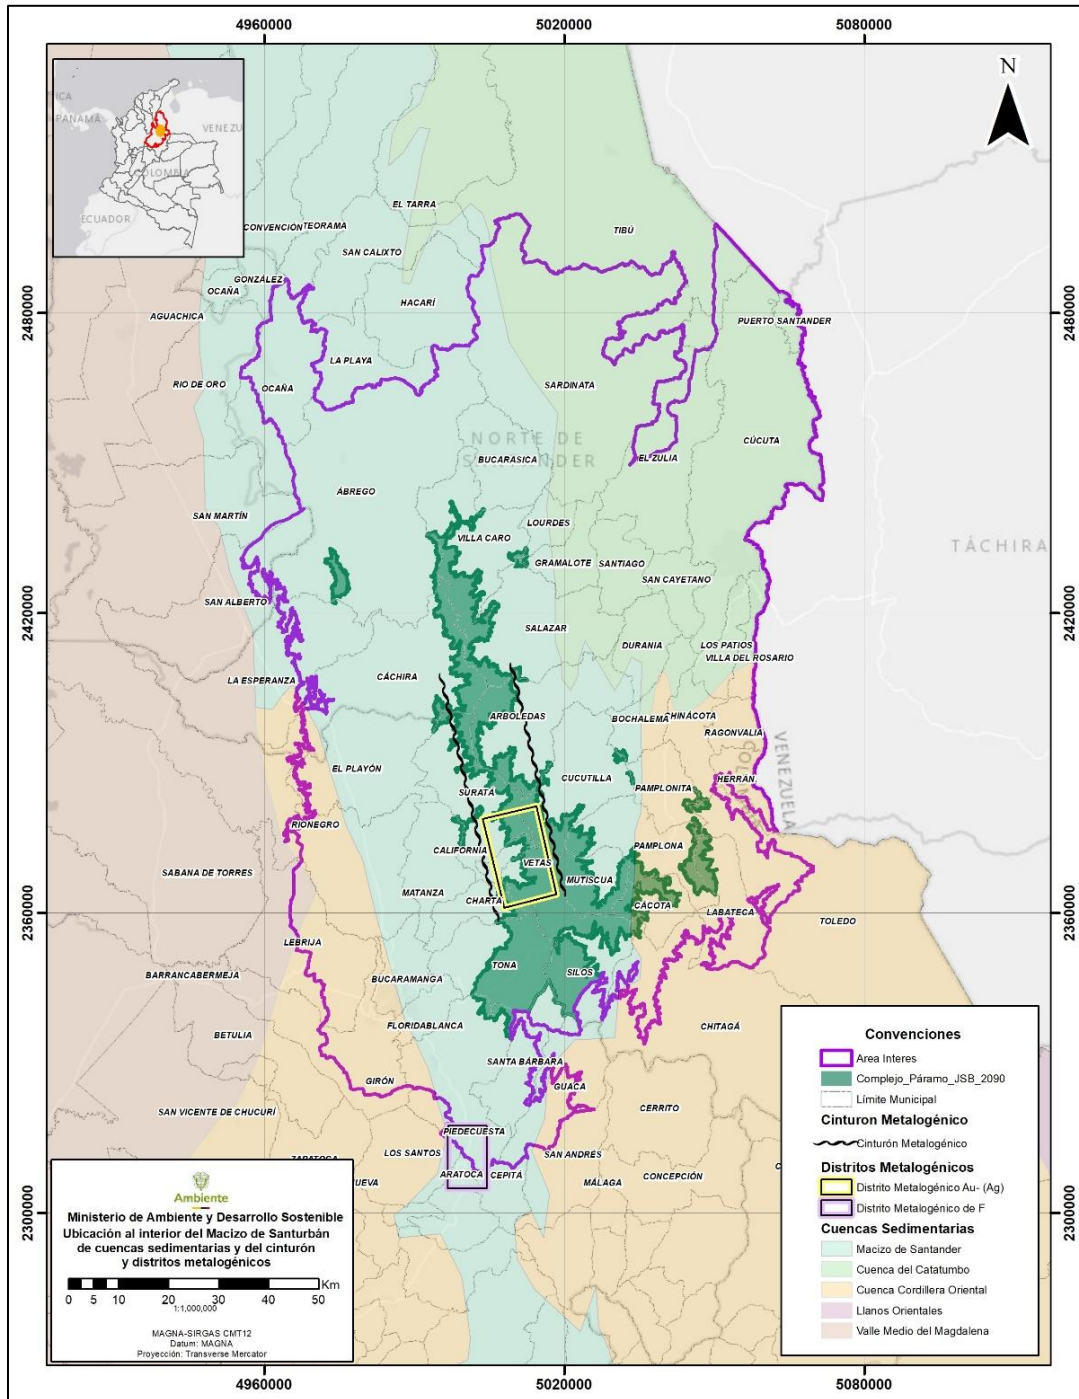 4960000
5020000
5080000
N
ICA
PANAMÁ
VENEZU
COLOMBIA
ECUADOR
EL TARRA
CONVENCIÓN
TEORAMA
TIBÚ
SAN CALIXTO
GONZÁLEZ
OCAÑA
HACARÍ
2480000
2480000
AGUACHICA
PUERTO SANTANDER
LA PLAYA
RIO DE ORO
OCAÑA
SARDINATA
NORTE DE
SANTANDER
CÚCUTA
BUCARASICA
EL ZULIA
ÁBREGO
SAN MARTÍN
LOURDES
VILLA CARO
TÁCHIRA
GRAMALOTE
SANTIAGO
SAN CAYETANO
SAN ALBERTO
2420000
2420000
SALAZAR
DURANIA
LOS PATIOS
VILLA DEL ROSARIO
LA ESPERANZA
CÁCHIRA
ARBOLEDAS
BOCHALEMA
HINÁCOTA
RAGONVALIA
VENEZUELA
EL PLAYÓN
CUCUTILLA
HERRÁN
SURATA
PAMPLONITA
RIONEGRO
CALIFORNIA
PAMPLONA
VETAS
SABANA DE TORRES
MATANZA
MUTISCUA
CHARTA
CÁCOTA
LABATECA
TOLEDO
2360000
2360000
LEBRIJA
TONA
SILOS
BARRANCABERMEJA
BUCARAMANGA
FLORIDABLANCA
CHITAGÁ
BETULIA
SANTA BÁRBARA
GIRÓN
GUACA
SAN VICENTE DE CHUCURÍ
CERRITO
PIEDECUESTA
LOS SANTOS
SAN ANDRÉS
ARATOCA
CEPITÁ
CONCEPCIÓN
MÁLAGA
2300000
2300000
Ambiente
Ministerio de Ambiente y Desarrollo Sostenible
Ubicación al interior del Macizo de Santurbán
de cuencas sedimentarias y del cinturón
y distritos metalogénicos
Km
0 5 10 20 30 40 50
1:1,000,000
MAGNA-SIRGAS CMT12
Datum: MAGNA
Proyección: Transverse Mercator
Convenciones
Area Interes
Complejo_Páramo_JSB_2090
Límite Municipal
Cinturon Metalogénico
Cinturón Metalogénico
Distritos Metalogénicos
Distrito Metalogénico Au- (Ag)
Distrito Metalogénico de F
Cuencas Sedimentarias
Macizo de Santander
Cuenca del Catatumbo
Cuenca Cordillera Oriental
Llanos Orientales
Valle Medio del Magdalena
4960000
5020000
5080000